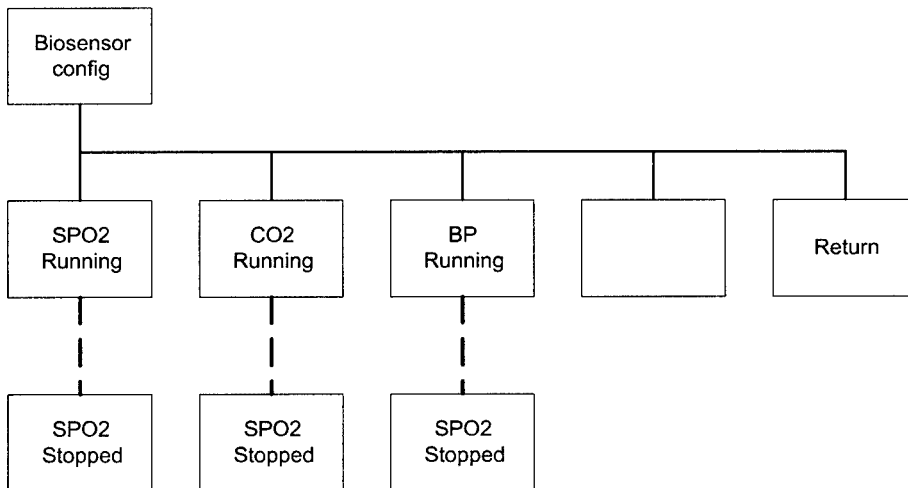 Biosensor
config
SPO2
Running
CO2
Running
BP
Running
Return
SPO2
Stopped
SPO2
Stopped
SPO2
Stopped